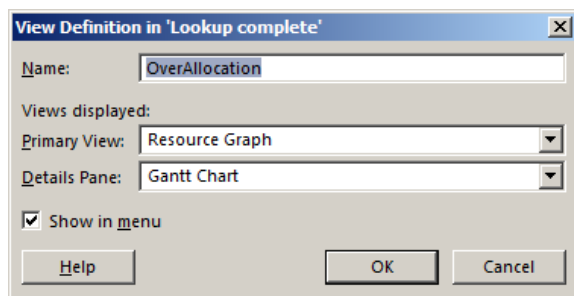 View Definition in 'Lookup complete'
Name: OverAllocation
Views displayed:
Primary View: Resource Graph
Details Pane: Gantt Chart
Show in menu
Help OK Cancel